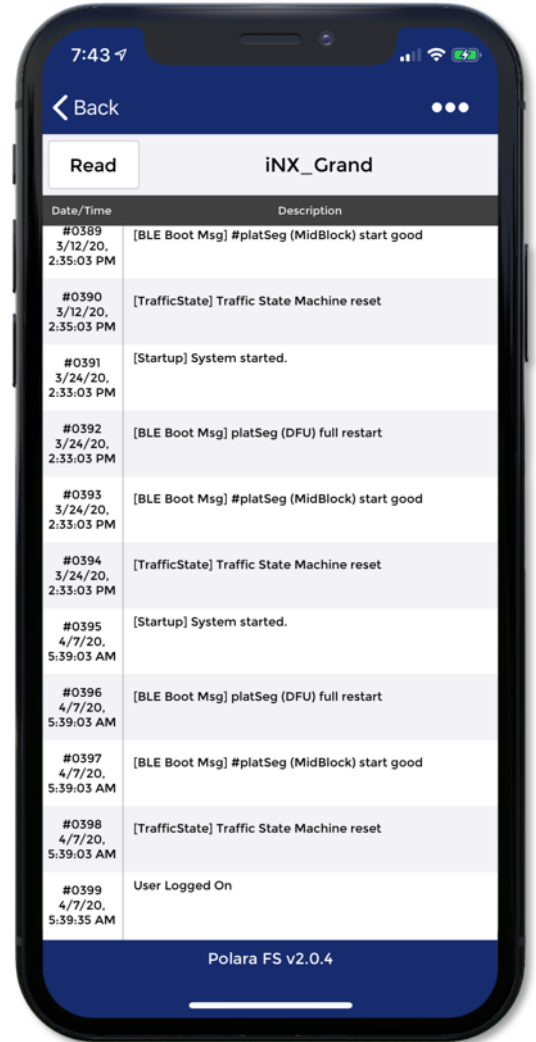 7:43
Back
Read
iNX_Grand
Date/Time Description
#0389
3/12/20,
2:35:03 PM
[BLE Boot Msg] #platSeg (MidBlock) start good
#0390
3/12/20,
2:35:03 PM
[TrafficState] Traffic State Machine reset
#0391
3/24/20,
2:33:03 PM
[Startup] System started.
#0392
3/24/20,
2:33:03 PM
[BLE Boot Msg] platSeg (DFU) full restart
#0393
3/24/20,
2:33:03 PM
[BLE Boot Msg] #platSeg (MidBlock) start good
#0394
3/24/20,
2:33:03 PM
[TrafficState] Traffic State Machine reset
#0395
4/7/20,
5:39:03 AM
[Startup] System started.
#0396
4/7/20,
5:39:03 AM
[BLE Boot Msg] platSeg (DFU) full restart
#0397
4/7/20,
5:39:03 AM
[BLE Boot Msg] #platSeg (MidBlock) start good
#0398
4/7/20,
5:39:03 AM
[TrafficState] Traffic State Machine reset
#0399
4/7/20,
5:39:35 AM
User Logged On
Polara FS v2.0.4